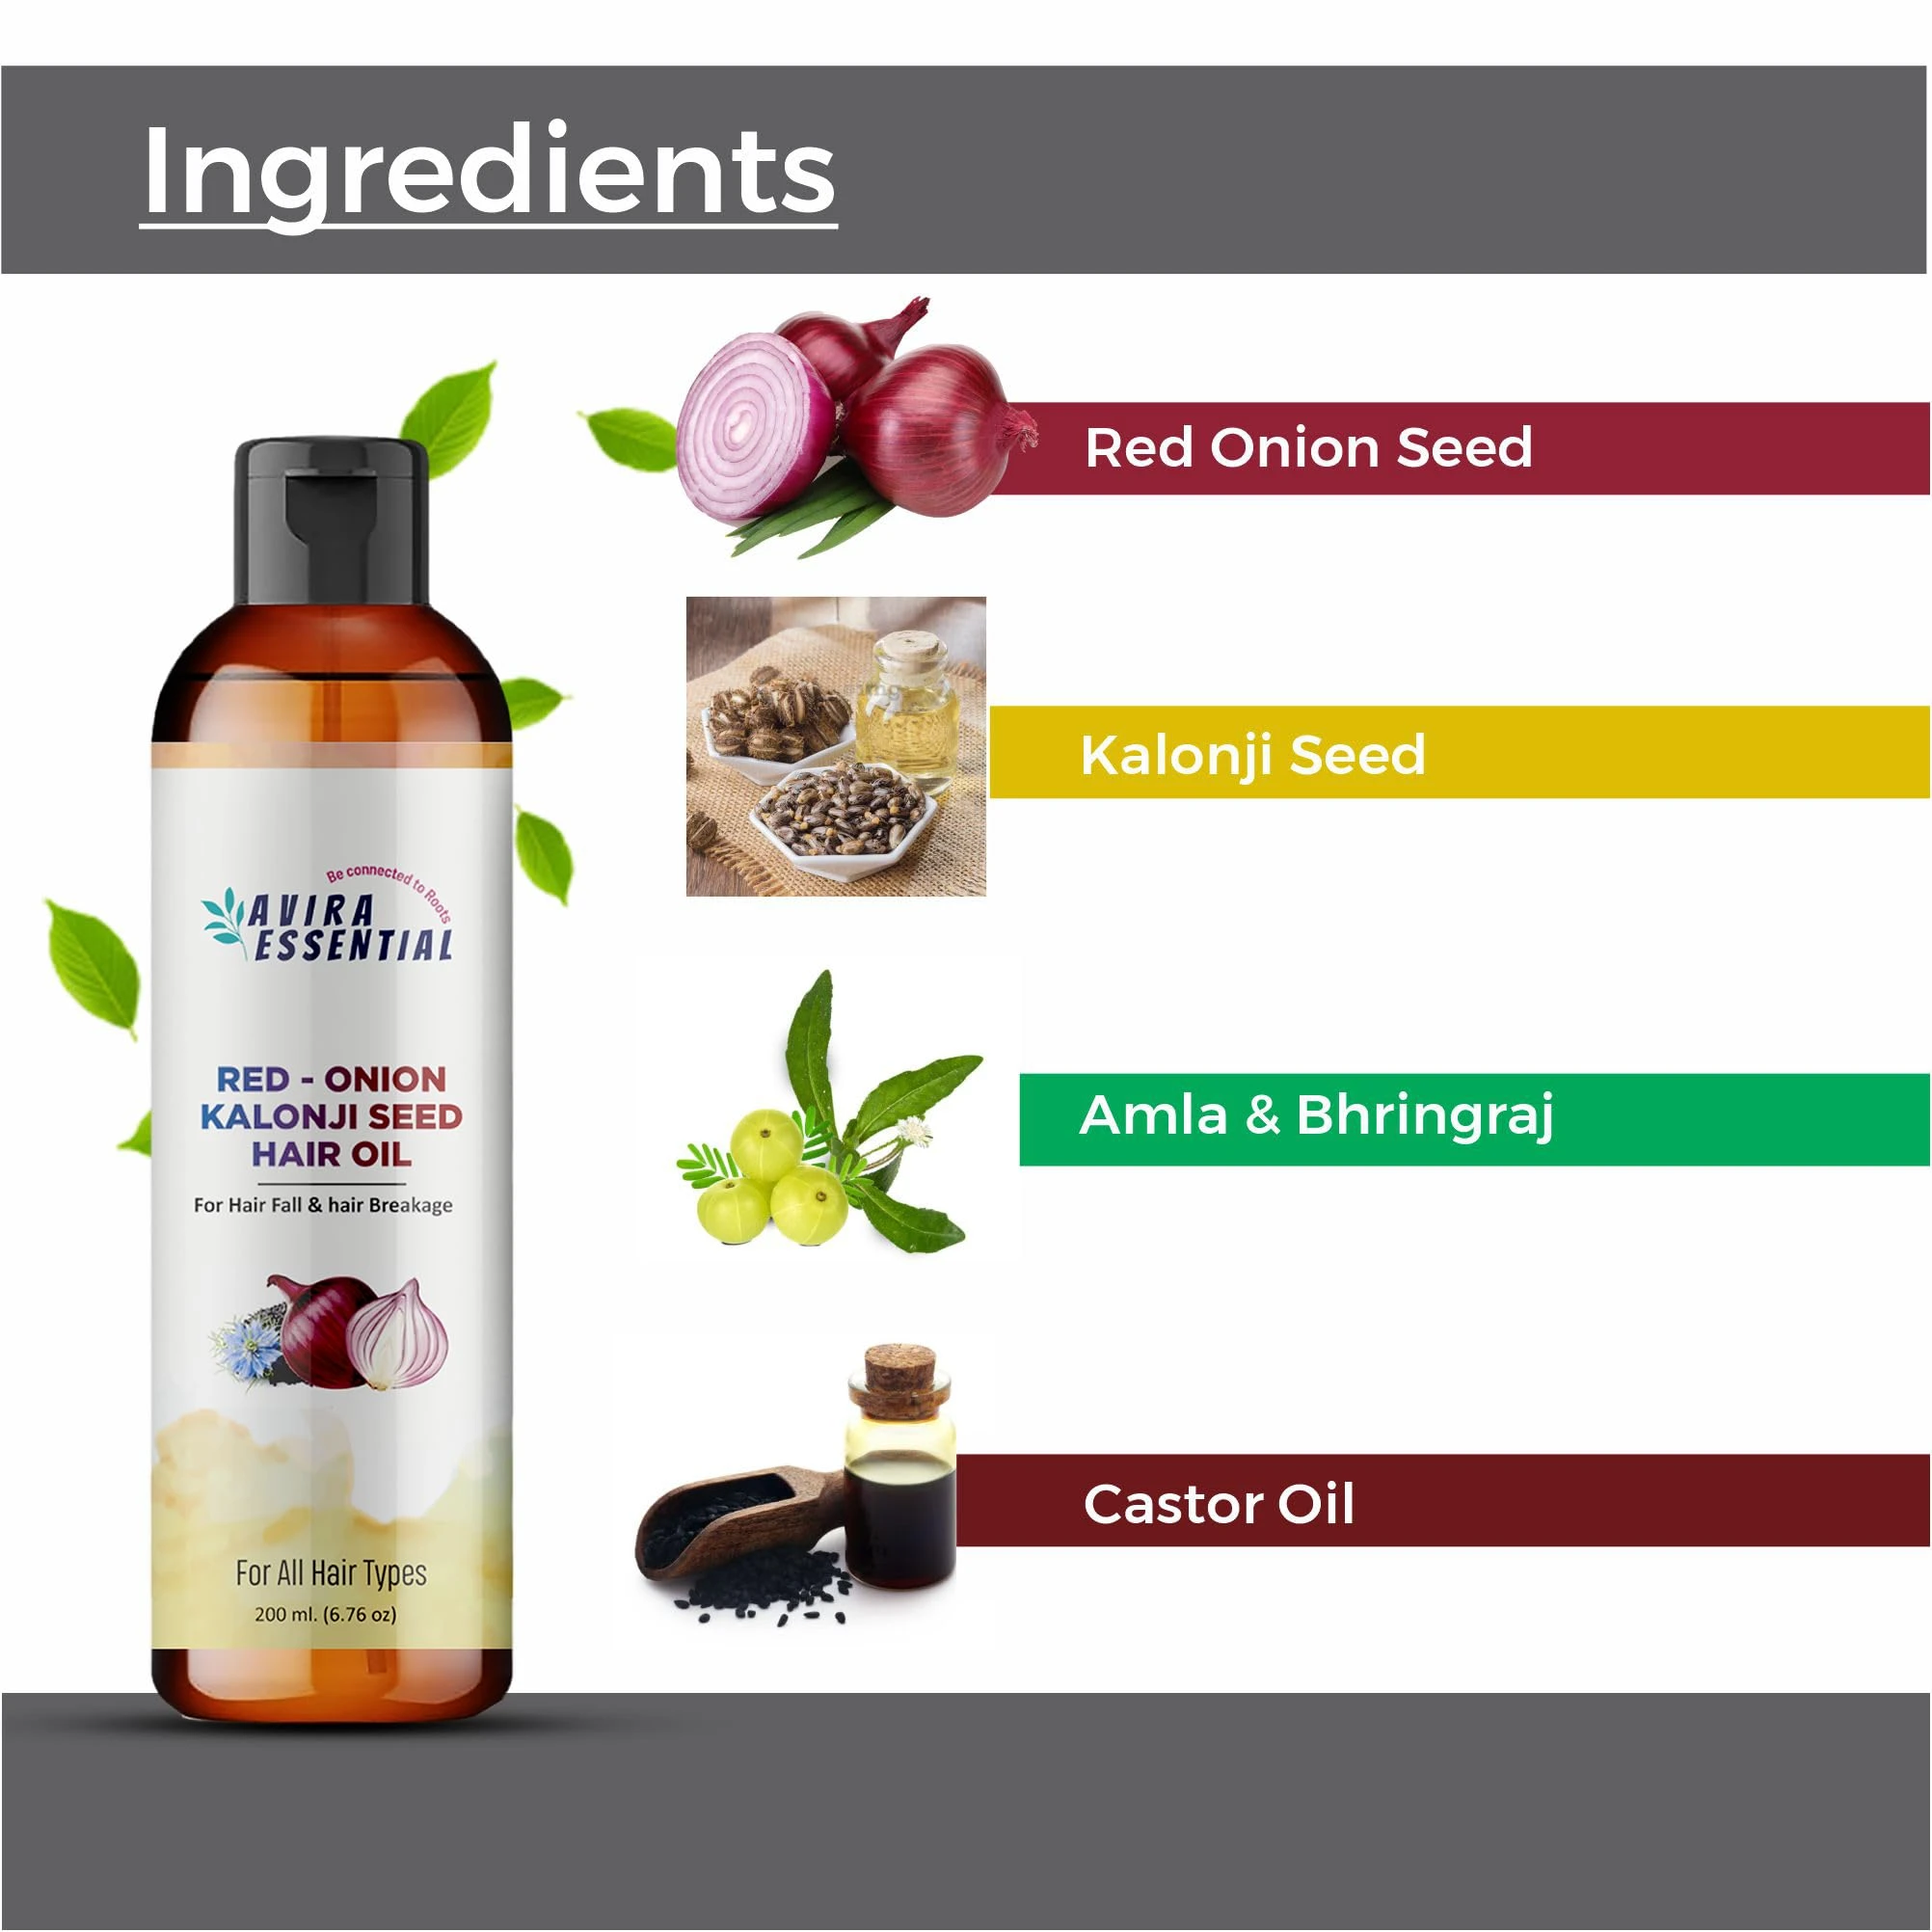 Ingredients
Red Onion Seed
Kalonji Seed
Amla & Bhringraj
Castor Oil
Be connected to Roots
AVIRA
ESSENTIAL
RED - ONION
KALONJI SEED
HAIR OIL
For Hair Fall & hair Breakage
For All Hair Types
200 ml. (6.76 oz)